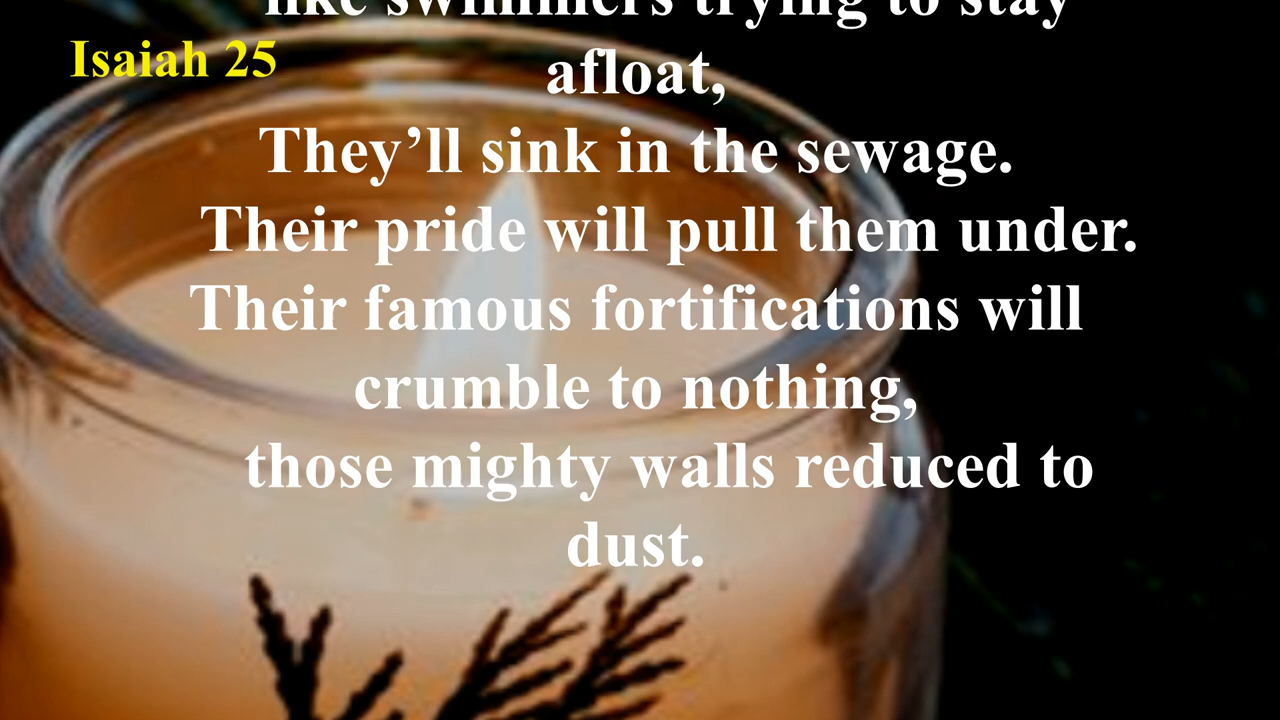 like swimmers trying to stay
Isaiah 25
afloat,
They’ll sink in the sewage.
Their pride will pull them under.
Their famous fortifications will
crumble to nothing,
those mighty walls reduced to
dust.